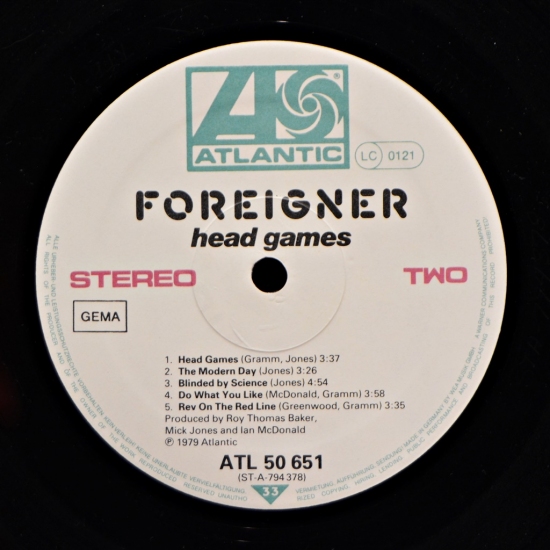 ATLANTIC
®
LC 0121
FOREIGNER
head games
STEREO
TWO
GEMA
1. Head Games (Gramm, Jones) 3:37
2. The Modern Day (Jones) 3:26
3. Blinded by Science (Jones) 4:54
4. Do What You Like (McDonald, Gramm) 3:58
5. Rev On The Red Line (Greenwood, Gramm) 3:35
Produced by Roy Thomas Baker,
Mick Jones and Ian McDonald
℗ 1979 Atlantic
ATL 50 651
(ST-A-794 378)
33